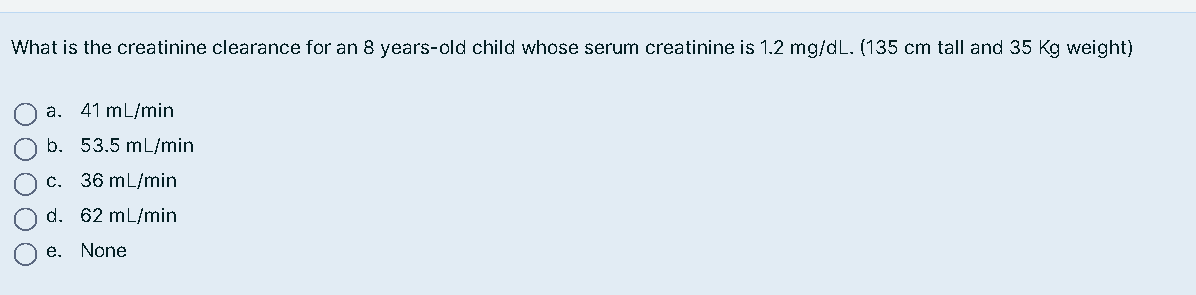 What is the creatinine clearance for an 8 years-old child whose serum creatinine is 1.2 mg/dL. (135 cm tall and 35 Kg weight)
a. 41 mL/min
b. 53.5 mL/min
c. 36 mL/min
d. 62 mL/min
e. None